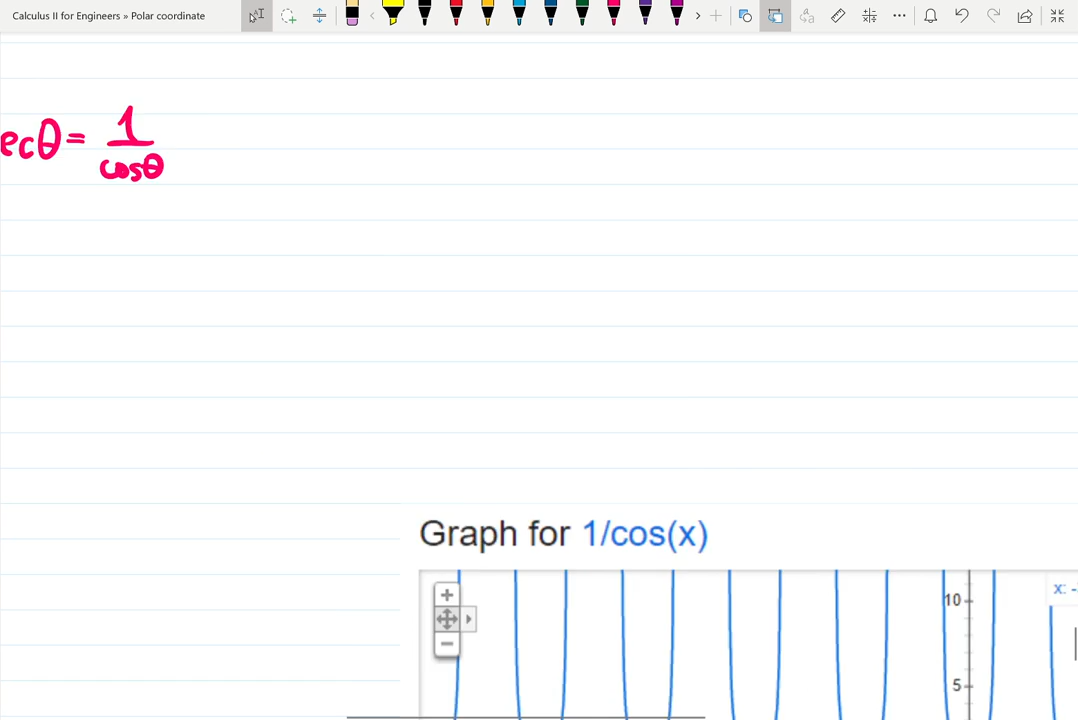 Calculus II for Engineers » Polar coordinate
ecθ = 1/cosθ
Graph for 1/cos(x)
x: -
10
5